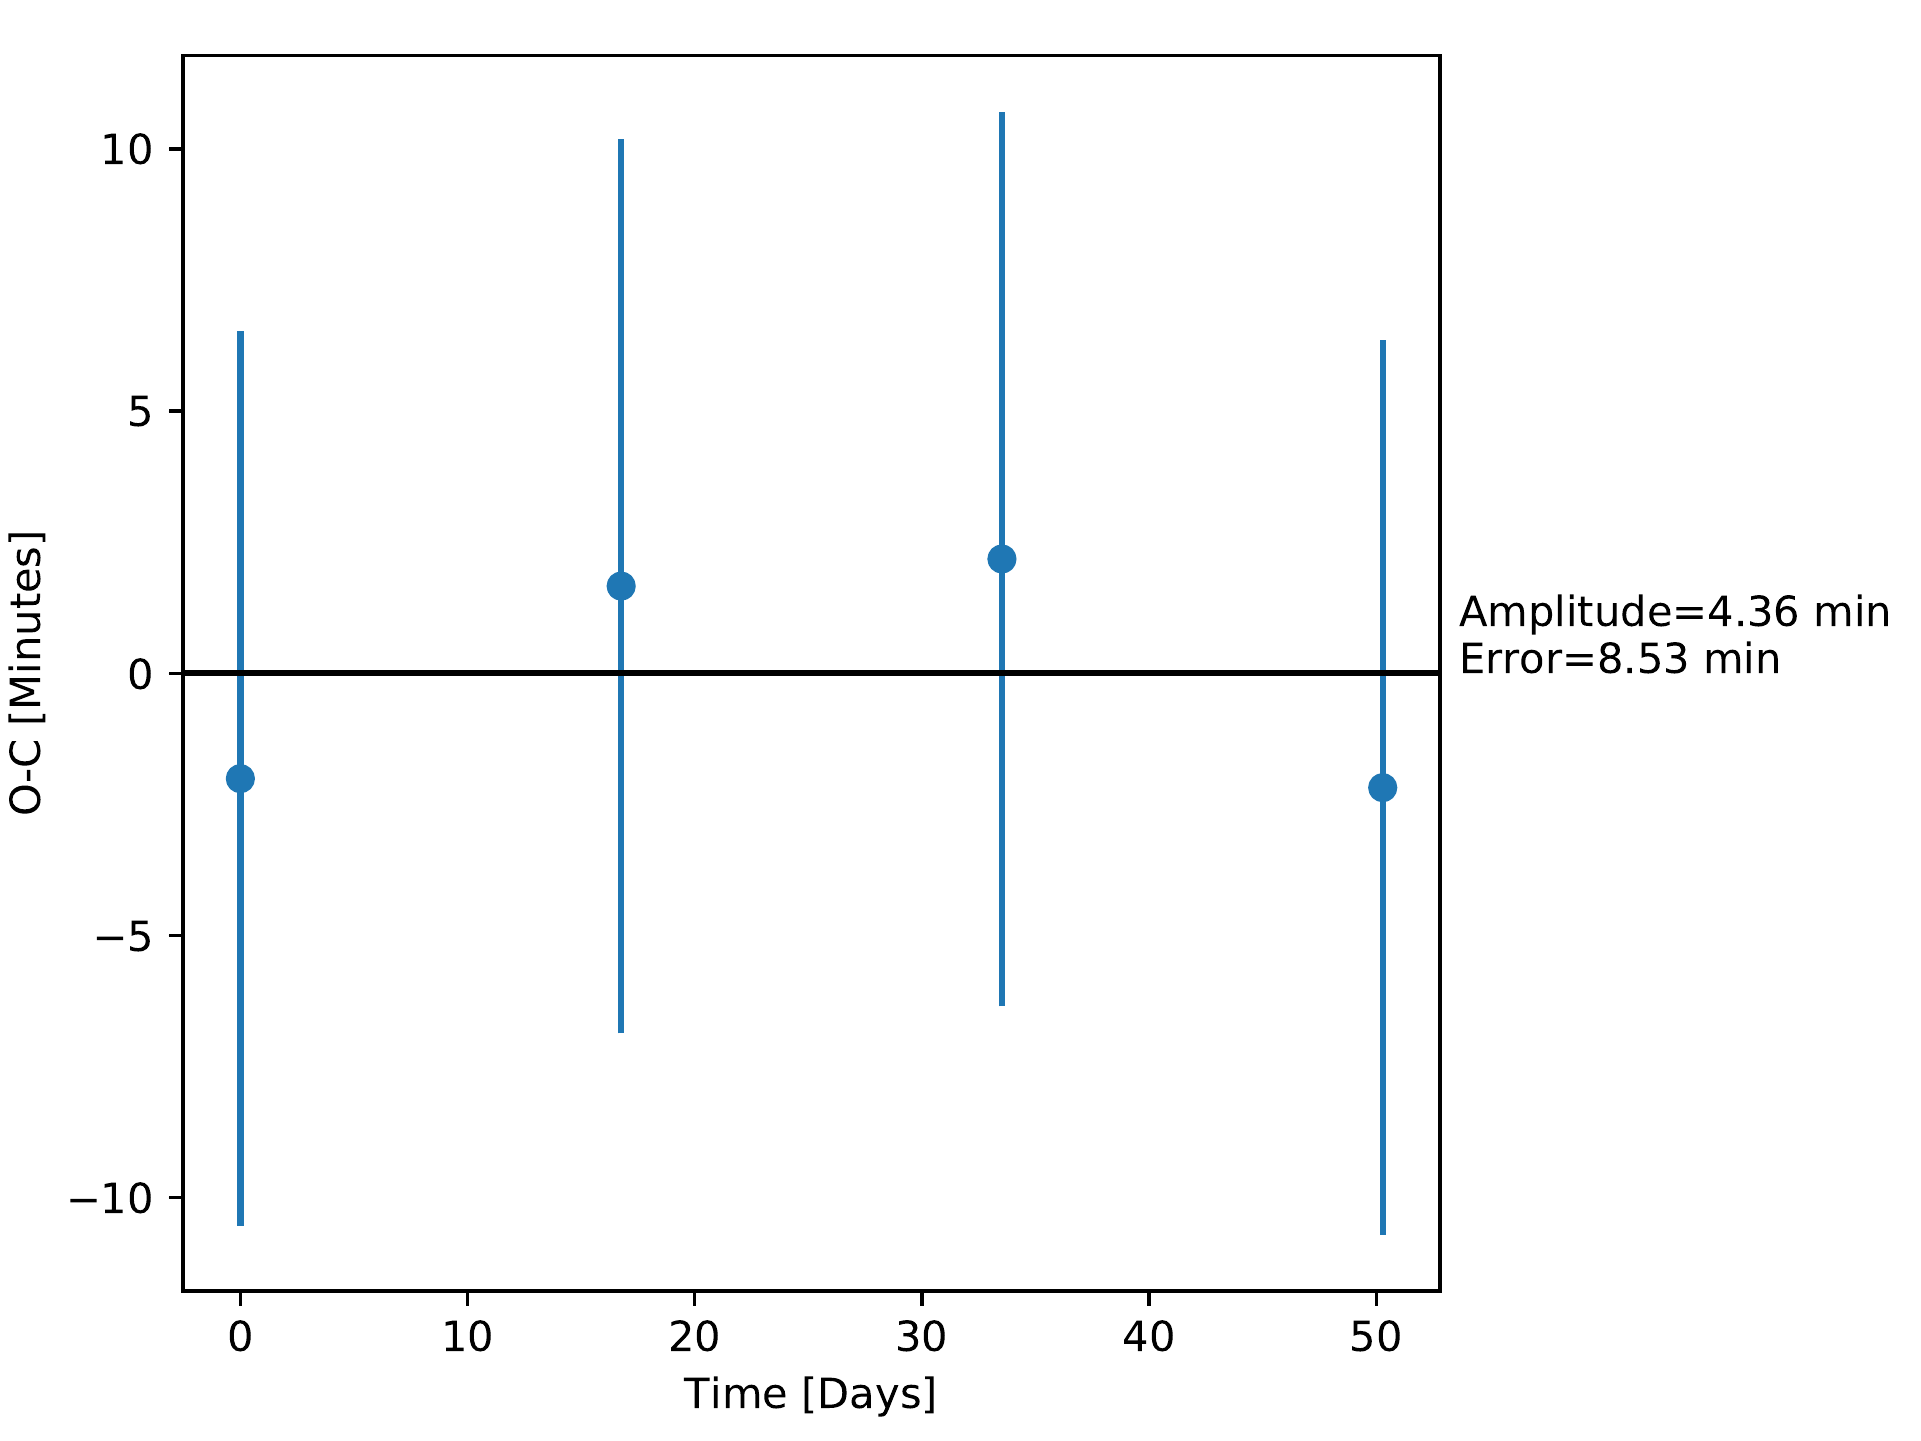 10
5
0
−5
−10
O-C [Minutes]
0 10 20 30 40 50
Time [Days]
Amplitude=4.36 min
Error=8.53 min